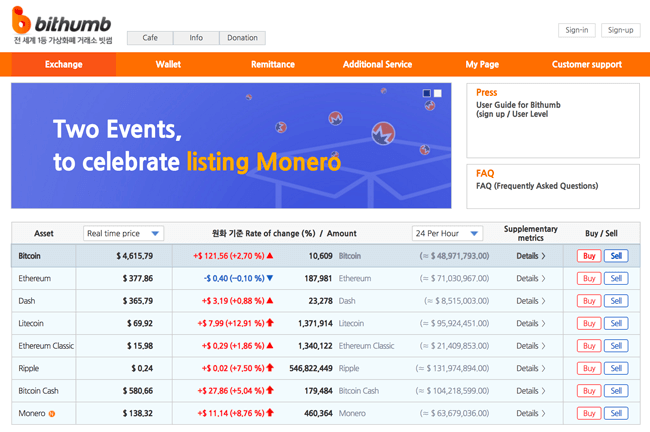 bithumb
전 세계 1등 가상화폐 거래소 빗썸
Cafe Info Donation
Sign-in Sign-up
Exchange Wallet Remittance Additional Service My Page Customer support
Two Events,
to celebrate listing Monero
Press
User Guide for Bithumb
(sign up / User Level
FAQ
FAQ (Frequently Asked Questions)
Asset Real time price 원화 기준 Rate of change (%) / Amount 24 Per Hour Supplementary metrics Buy / Sell
Bitcoin $ 4,615,79 +$ 121,56 (+2,70 %) ▲ 10,609 Bitcoin (≈ $ 48,971,793,00) Details > Buy Sell
Ethereum $ 377,86 -$ 0,40 (−0,10 %) ▼ 187,981 Ethereum (≈ $ 71,030,967,00) Details > Buy Sell
Dash $ 365,79 +$ 3,19 (+0,88 %) ▲ 23,278 Dash (≈ $ 8,515,003,00) Details > Buy Sell
Litecoin $ 69,92 +$ 7,99 (+12,91 %) ⬆ 1,371,914 Litecoin (≈ $ 95,924,451,00) Details > Buy Sell
Ethereum Classic $ 15,98 +$ 0,29 (+1,86 %) ▲ 1,340,122 Ethereum Classic (≈ $ 21,409,853,00) Details > Buy Sell
Ripple $ 0,24 +$ 0,02 (+7,50 %) ⬆ 546,822,449 Ripple (≈ $ 131,974,894,00) Details > Buy Sell
Bitcoin Cash $ 580,66 +$ 27,86 (+5,04 %) ⬆ 179,484 Bitcoin Cash (≈ $ 104,218,599,00) Details > Buy Sell
Monero N $ 138,32 +$ 11,14 (+8,76 %) ⬆ 460,364 Monero (≈ $ 63,679,036,00) Details > Buy Sell